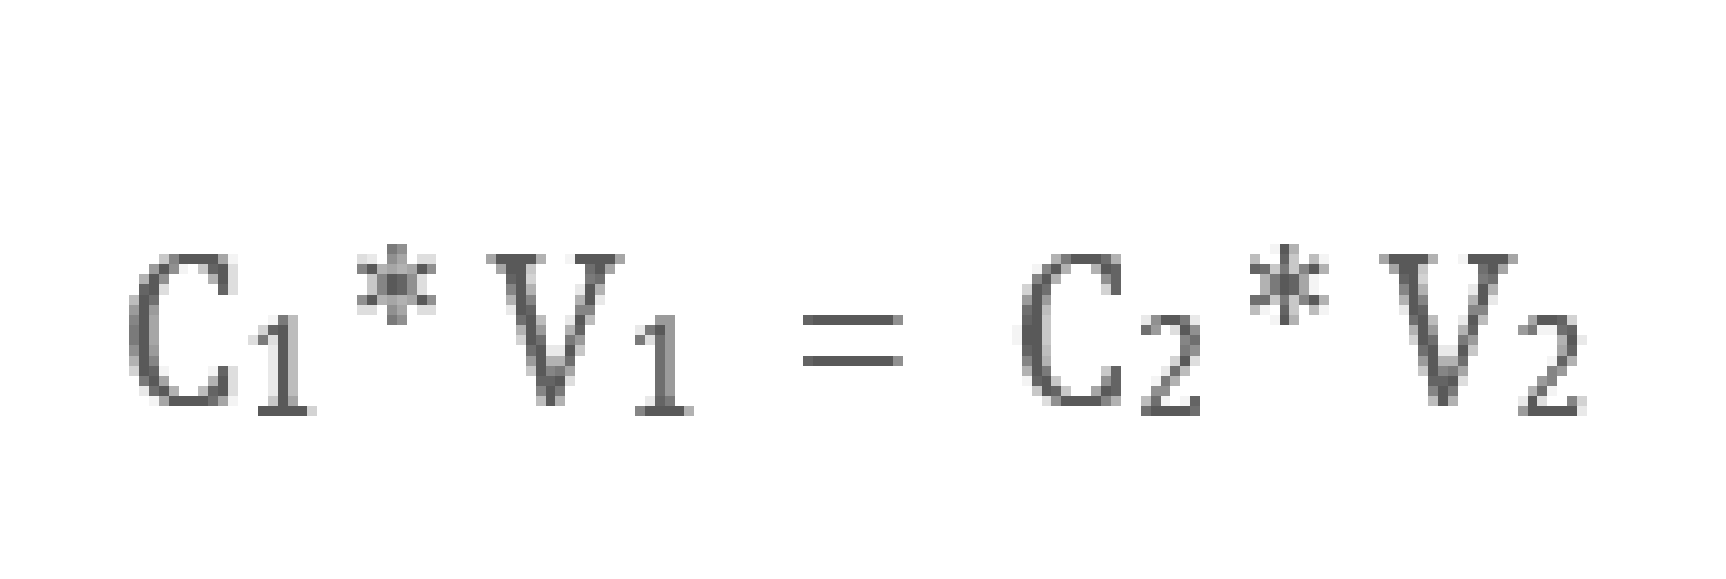 C₁* V₁ = C₂* V₂